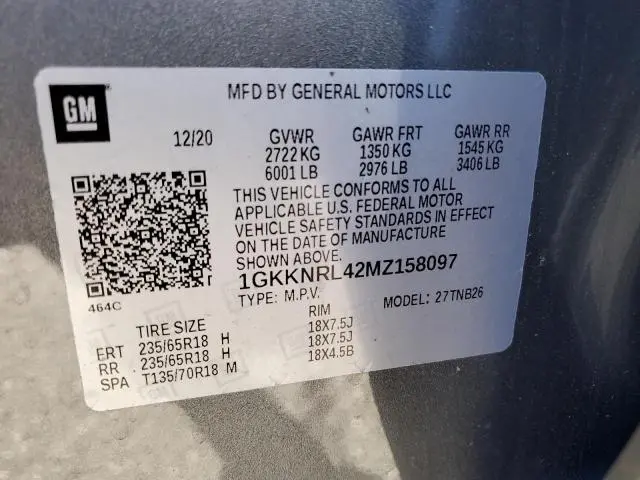 GM
MFD BY GENERAL MOTORS LLC
12/20 GVWR GAWR FRT GAWR RR
2722 KG 1350 KG 1545 KG
6001 LB 2976 LB 3406 LB
THIS VEHICLE CONFORMS TO ALL
APPLICABLE U.S. FEDERAL MOTOR
VEHICLE SAFETY STANDARDS IN EFFECT
ON THE DATE OF MANUFACTURE
SHOWN ABOVE.
1GKKNRL42MZ158097
464C
TYPE: M.P.V. MODEL: 27TNB26
TIRE SIZE RIM
FRT 235/65R18 H 18X7.5J
RR 235/65R18 H 18X7.5J
SPA T135/70R18 M 18X4.5B